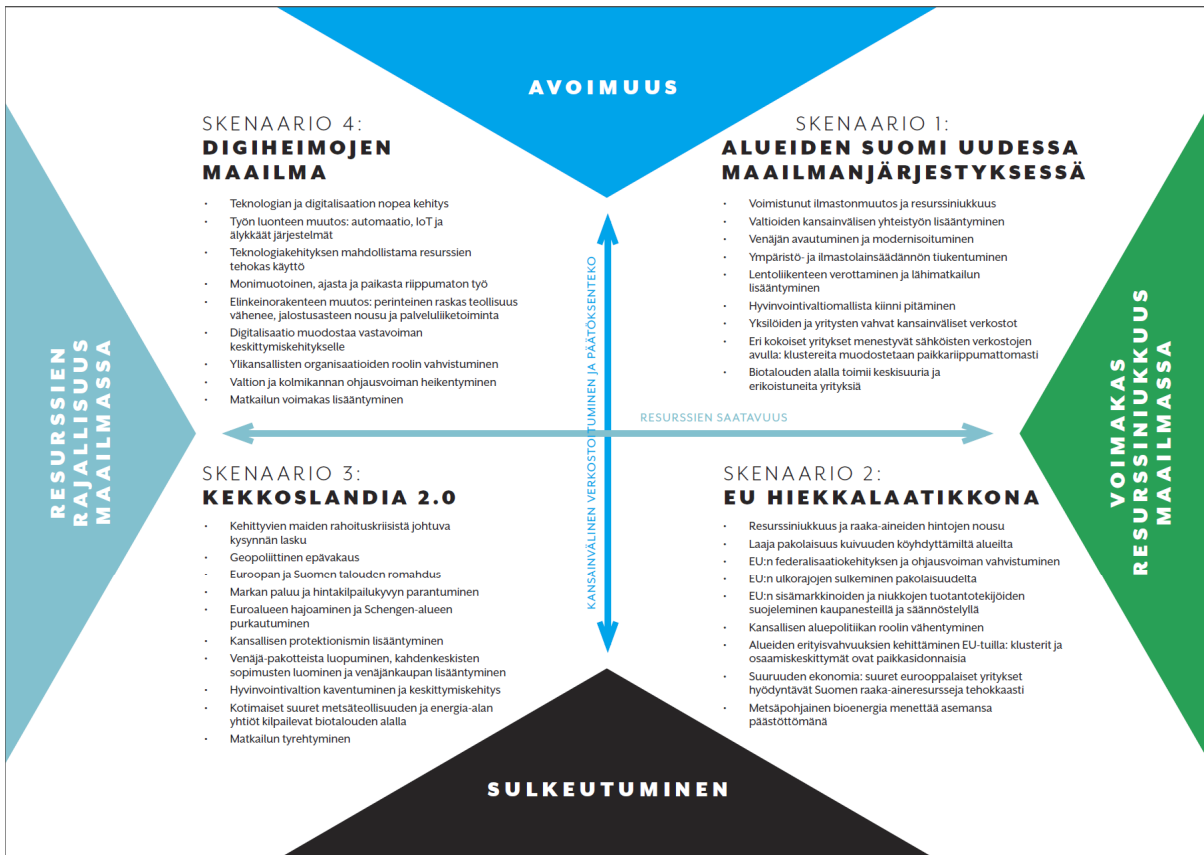 AVOIMUUS
SKENAARIO 4:
DIGIHEIMOJEN
MAAILMA
• Teknologian ja digitalisaation nopea kehitys
• Työn luonteen muutos: automaatio, IoT ja
älykkäät järjestelmät
• Teknologiakehityksen mahdollistama resurssien
tehokas käyttö
• Monimuotoinen, ajasta ja paikasta riippumaton työ
• Elinkeinorakenteen muutos: perinteinen raskas teollisuus
vähenee, jalostusasteen nousu ja palveluliiketoiminta
• Digitalisaatio muodostaa vastavoiman
keskittymiskehitykselle
• Ylikansallisten organisaatioiden roolin vahvistuminen
• Valtion ja kolmikannan ohjausvoiman heikentyminen
• Matkailun voimakas lisääntyminen
SKENAARIO 1:
ALUEIDEN SUOMI UUDESSA
MAAILMANJÄRJESTYKSESSÄ
• Voimistunut ilmastonmuutos ja resurssiniukkuus
• Valtioiden kansainvälisen yhteistyön lisääntyminen
• Venäjän avautuminen ja modernisoituminen
• Ympäristö- ja ilmastolainsäädännön tiukentuminen
• Lentoliikenteen verottaminen ja lähimatkailun
lisääntyminen
• Hyvinvointivaltiomallista kiinni pitäminen
• Yksilöiden ja yritysten vahvat kansainväliset verkostot
• Eri kokoiset yritykset menestyvät sähköisten verkostojen
avulla: klustereita muodostetaan paikkariippumattomasti
• Biotalouden alalla toimii keskisuuria ja
erikoistuneita yrityksiä
RESURSSIEN
RAJALLISUUS
MAAILMASSA
KANSAINVÄLINEN VERKOSTOITUMINEN JA PÄÄTÖKSENTEKO
RESURSSIEN SAATAVUUS
VOIMAKAS
RESURSSINIUKKUUS
MAAILMASSA
SKENAARIO 3:
KEKKOSLANDIA 2.0
• Kehittyvien maiden rahoituskriisistä johtuva
kysynnän lasku
• Geopoliittinen epävakaus
• Euroopan ja Suomen talouden romahdus
• Markan paluu ja hintakilpailukyvyn parantuminen
• Euroalueen hajoaminen ja Schengen-alueen
purkautuminen
• Kansallisen protektionismin lisääntyminen
• Venäjä-pakotteista luopuminen, kahdenkeskisten
sopimusten luominen ja venäjänkaupan lisääntyminen
• Hyvinvointivaltion kaventuminen ja keskittymiskehitys
• Kotimaiset suuret metsäteollisuuden ja energia-alan
yhtiöt kilpailevat biotalouden alalla
• Matkailun tyrehtyminen
SKENAARIO 2:
EU HIEKKALAATIKKONA
• Resurssiniukkuus ja raaka-aineiden hintojen nousu
• Laaja pakolaisuus kuivuuden köyhdyttämiltä alueilta
• EU:n federalisaatiokehityksen ja ohjausvoiman vahvistuminen
• EU:n ulkorajojen sulkeminen pakolaisuudelta
• EU:n sisämarkkinoiden ja niukkojen tuotantotekijöiden
suojeleminen kaupanesteillä ja säännöstelyllä
• Kansallisen aluepolitiikan roolin vähentyminen
• Alueiden erityisvahvuuksien kehittäminen EU-tuilla: klusterit ja
osaamiskeskittymät ovat paikkasidonnaisia
• Suuruuden ekonomia: suuret eurooppalaiset yritykset
hyödyntävät Suomen raaka-aineresursseja tehokkaasti
• Metsäpohjainen bioenergia menettää asemansa
päästöttömänä
SULKEUTUMINEN